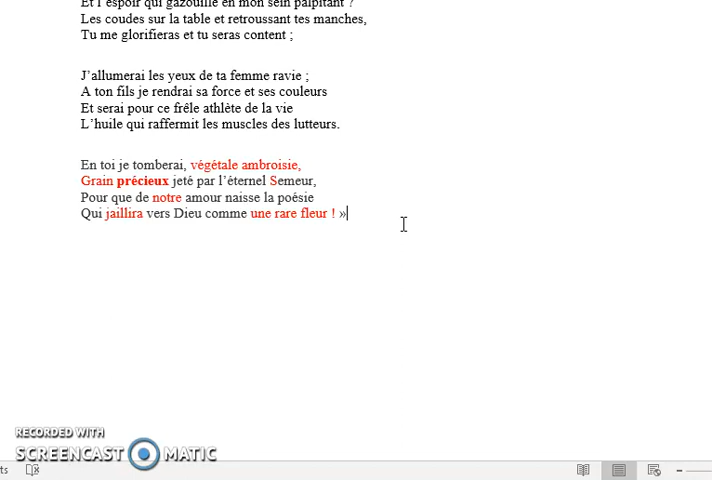 Et l'espoir qui gazouille en mon sein palpitant ?
Les coudes sur la table et retroussant tes manches,
Tu me glorifieras et tu seras content ;
J'allumerai les yeux de ta femme ravie ;
A ton fils je rendrai sa force et ses couleurs
Et serai pour ce frêle athlète de la vie
L'huile qui raffermit les muscles des lutteurs.
En toi je tomberai, végétale ambroisie,
Grain précieux jeté par l'éternel Semeur,
Pour que de notre amour naisse la poésie
Qui jaillira vers Dieu comme une rare fleur ! »
RECORDED WITH
SCREENCAST MATIC
ts